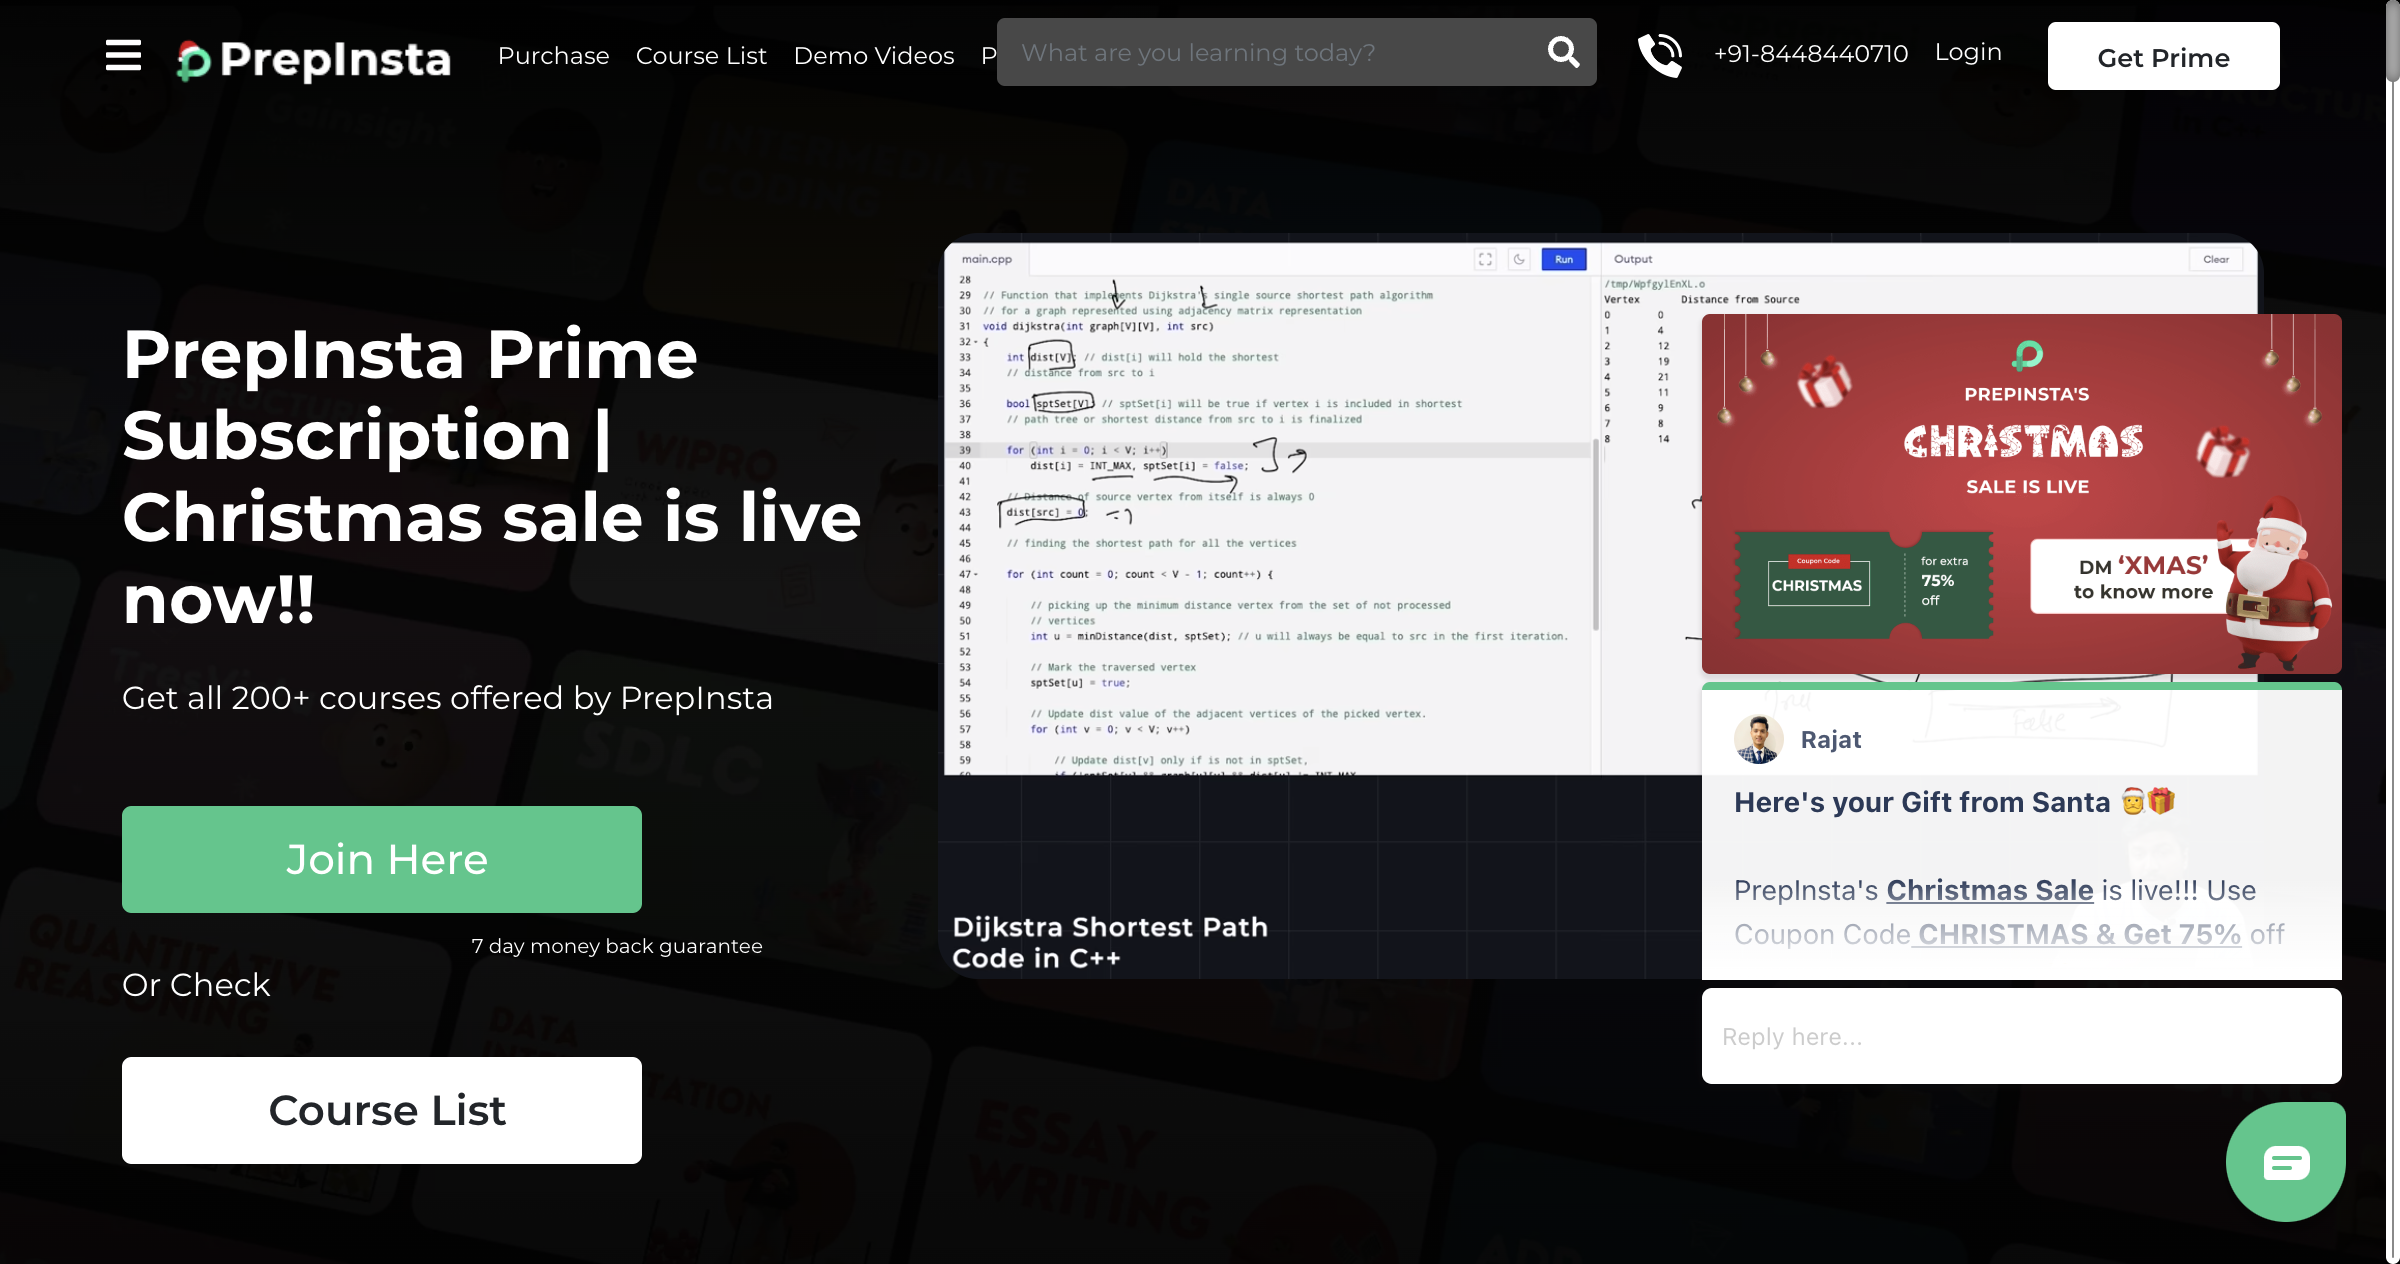 PrepInsta
Purchase
Course List
Demo Videos
P
What are you learning today?
+91-8448440710
Login
Get Prime
PrepInsta Prime
Subscription |
Christmas sale is live
now!!
Get all 200+ courses offered by PrepInsta
Join Here
7 day money back guarantee
Or Check
Course List
main.cpp
Run
Output
Clear
28
29 // Function that implements Dijkstra's single source shortest path algorithm
30 // for a graph represented using adjacency matrix representation
31 void dijkstra(int graph[V][V], int src)
32 {
33 int dist[V]; // dist[i] will hold the shortest
34 // distance from src to i
35
36 bool sptSet[V]; // sptSet[i] will be true if vertex i is included in shortest
37 // path tree or shortest distance from src to i is finalized
38
39 for (int i = 0; i < V; i++)
40 dist[i] = INT_MAX, sptSet[i] = false;
41
42 // Distance of source vertex from itself is always 0
43 dist[src] = 0;
44
45 // finding the shortest path for all the vertices
46
47 for (int count = 0; count < V - 1; count++) {
48
49 // picking up the minimum distance vertex from the set of not processed
50 // vertices
51 int u = minDistance(dist, sptSet); // u will always be equal to src in the first iteration.
52
53 // Mark the traversed vertex
54 sptSet[u] = true;
55
56 // Update dist value of the adjacent vertices of the picked vertex.
57 for (int v = 0; v < V; v++)
58
59 // Update dist[v] only if is not in sptSet,
/tmp/WpfgylEnXL.o
Vertex Distance from Source
0 0
1 4
2 12
3 19
4 21
5 11
6 9
7 8
8 14
Dijkstra Shortest Path
Code in C++
PREPINSTA'S
CHRISTMAS
SALE IS LIVE
Coupon Code
CHRISTMAS
for extra
75%
off
DM 'XMAS'
to know more
Rajat
Here's your Gift from Santa 🎅🎁
PrepInsta's Christmas Sale is live!!! Use
Coupon Code CHRISTMAS & Get 75% off
Reply here...
INTERMEDIATE
CODING
DATA
WIPRO
SDLC
QUANTITATIVE
REASONING
DATA
ESSAY
WRITING